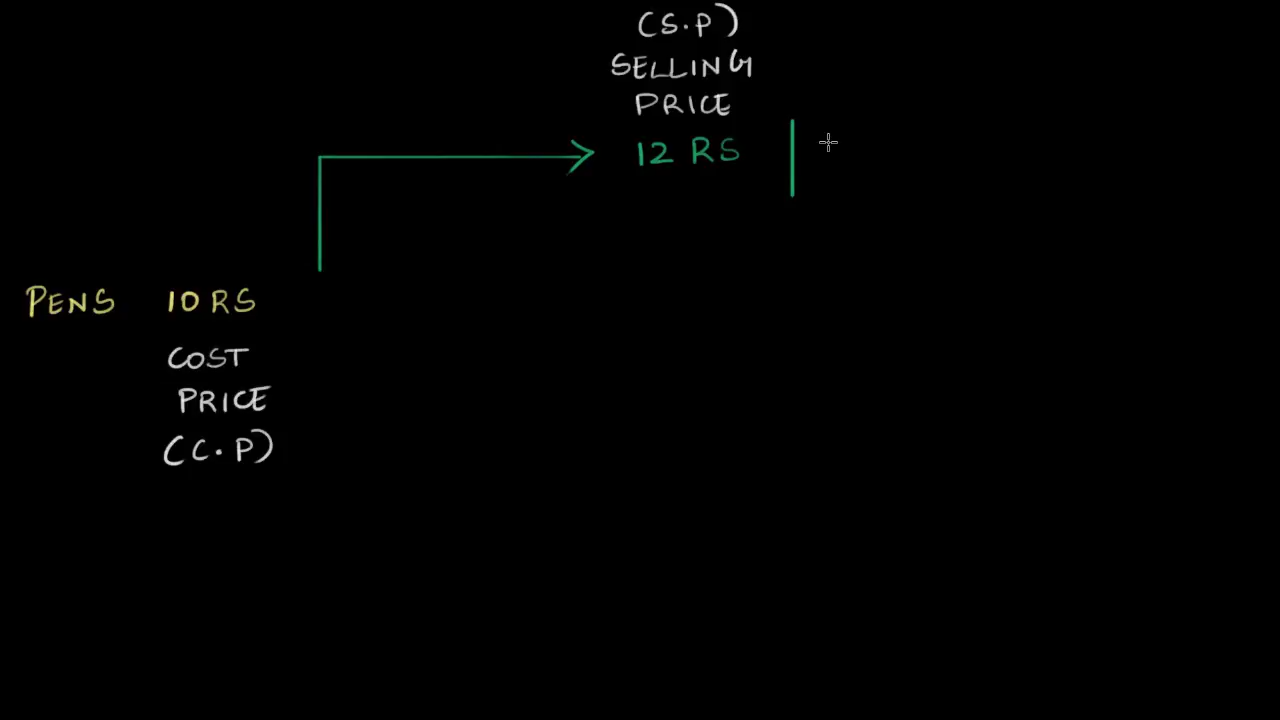 (S.P)
SELLING
PRICE
12 RS
PENS 10 RS
COST
PRICE
(C.P)